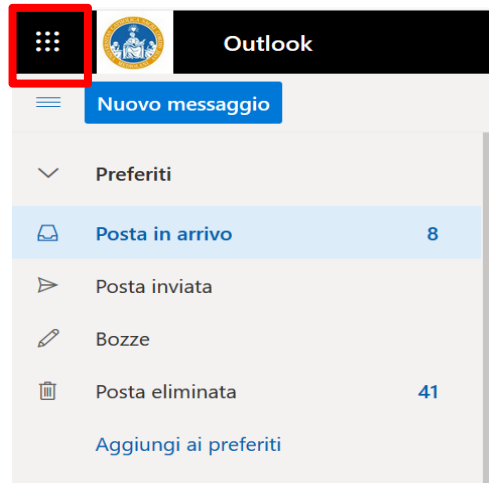 Outlook
Nuovo messaggio
Preferiti
Posta in arrivo 8
Posta inviata
Bozze
Posta eliminata 41
Aggiungi ai preferiti